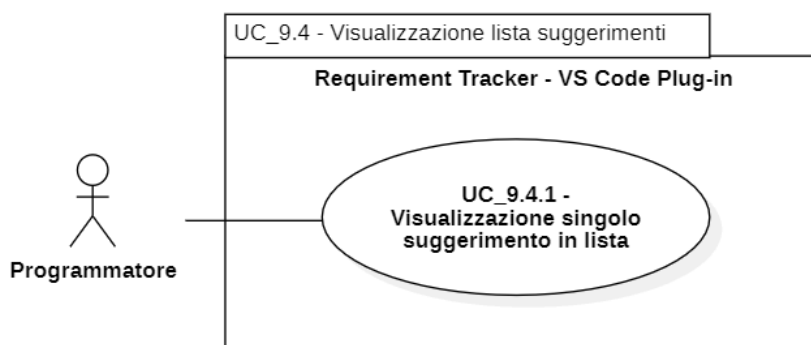 UC_9.4 - Visualizzazione lista suggerimenti
Requirement Tracker - VS Code Plug-in
UC_9.4.1 -
Visualizzazione singolo
suggerimento in lista
Programmatore